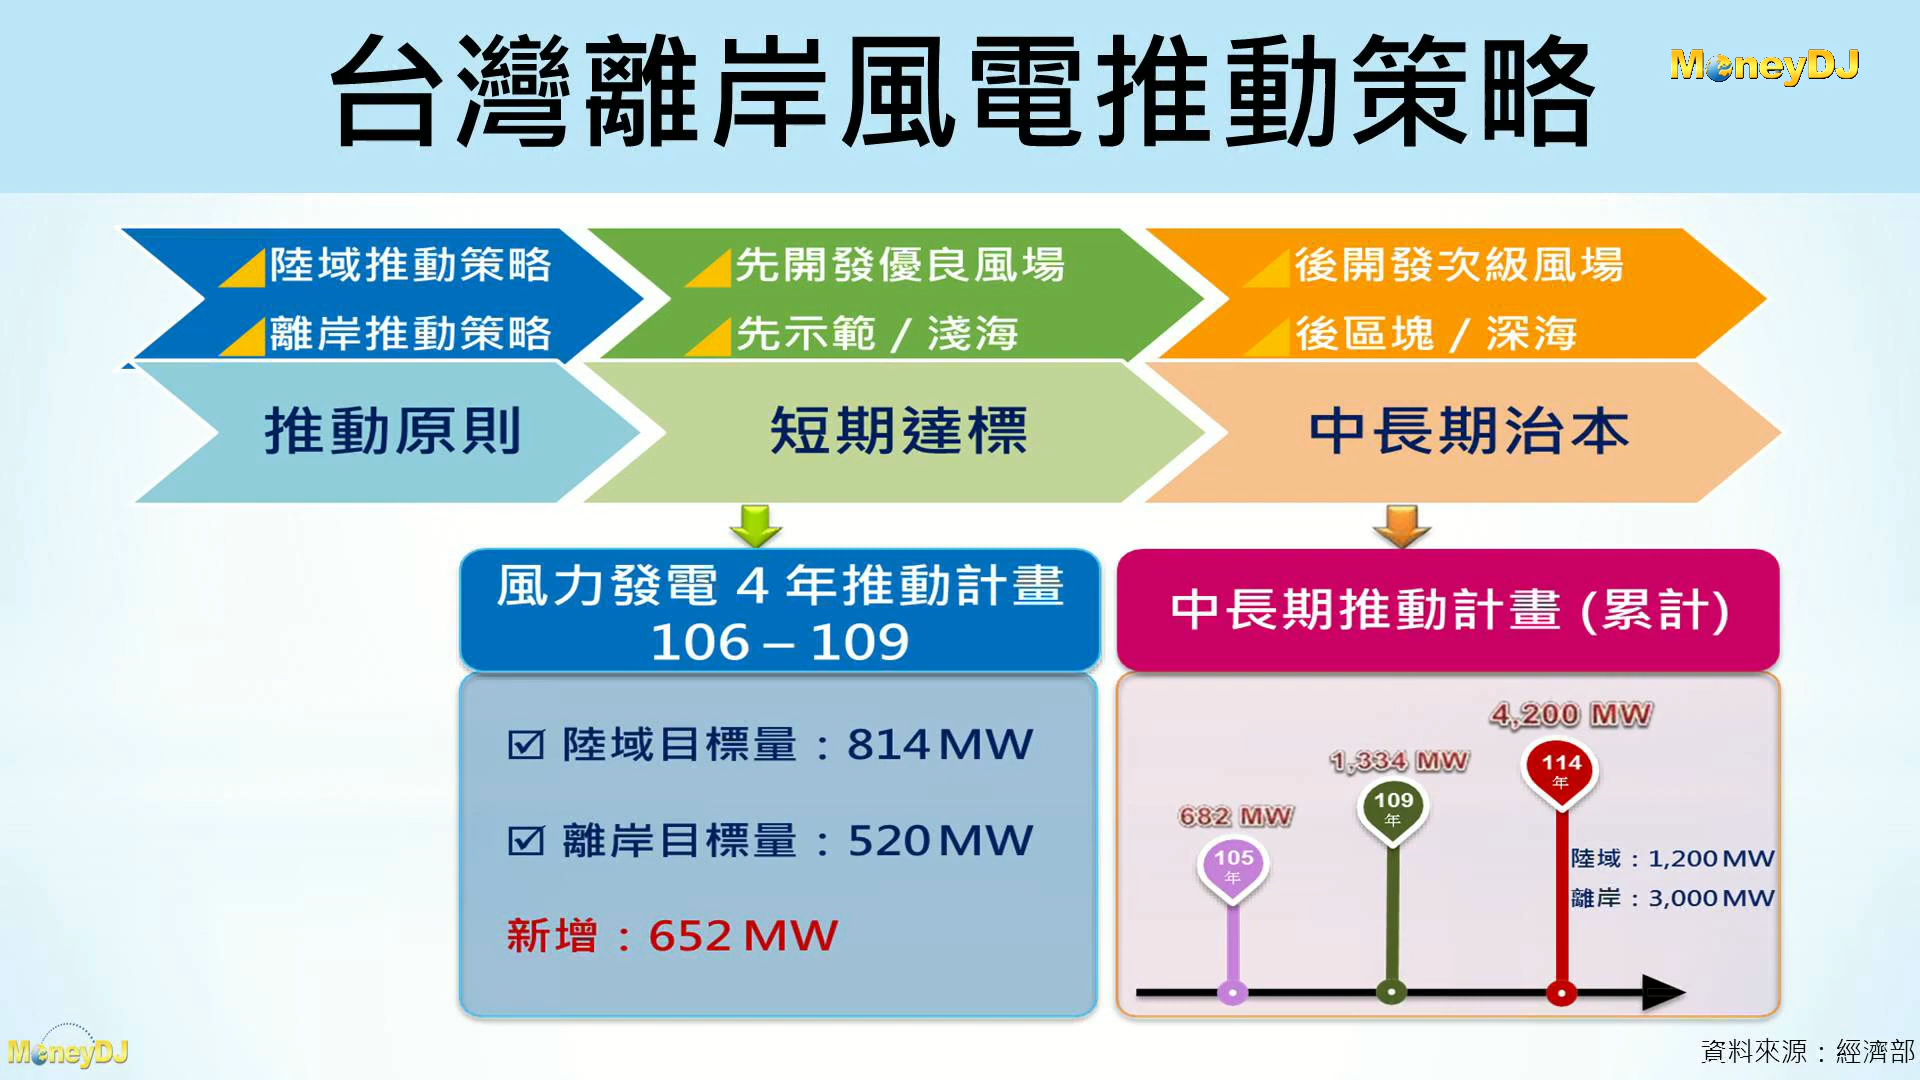 台灣離岸風電推動策略
MoneyDJ
陸域推動策略
離岸推動策略
先開發優良風場
先示範 / 淺海
後開發次級風場
後區塊 / 深海
推動原則
短期達標
中長期治本
風力發電 4 年推動計畫
106 – 109
陸域目標量：814 MW
離岸目標量：520 MW
新增：652 MW
中長期推動計畫 (累計)
682 MW
105
年
1,334 MW
109
年
4,200 MW
114
年
陸域：1,200 MW
離岸：3,000 MW
MoneyDJ
資料來源：經濟部